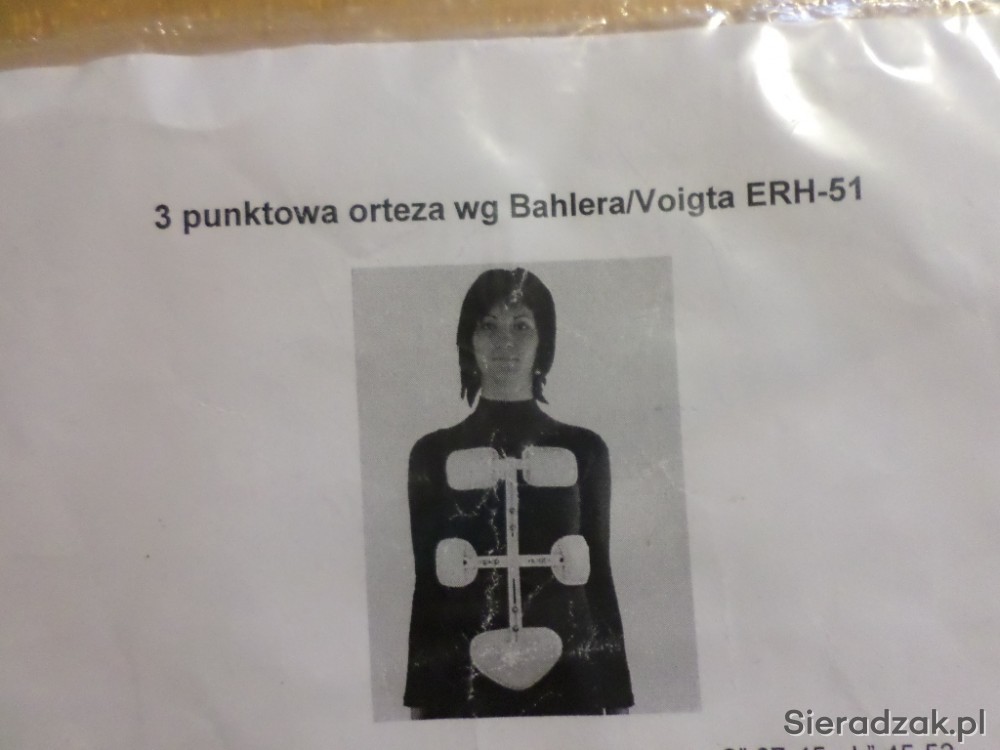 3 punktowa orteza wg Bahlera/Voigta ERH-51
Sieradzak.pl